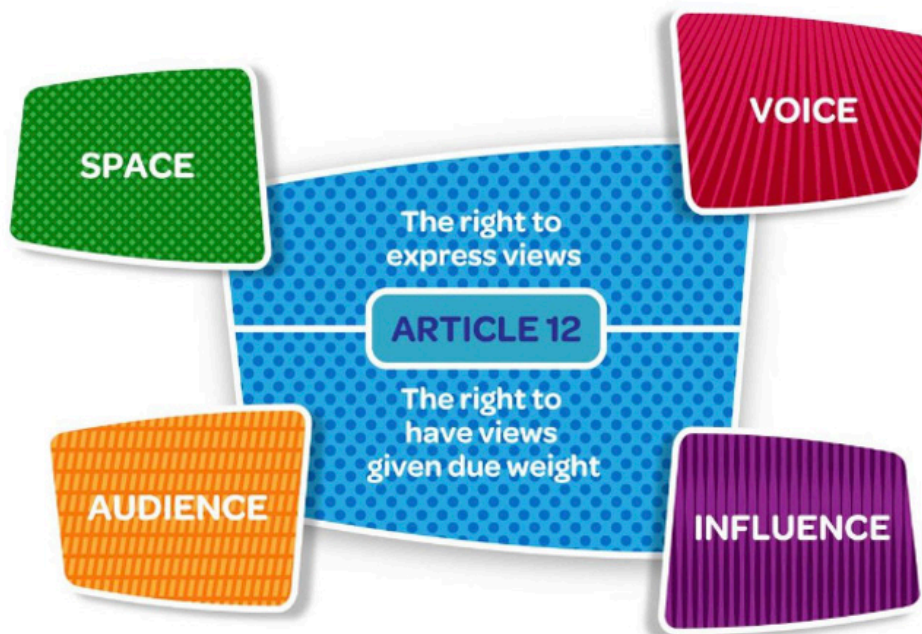 SPACE
VOICE
The right to
express views
ARTICLE 12
The right to
have views
given due weight
AUDIENCE
INFLUENCE